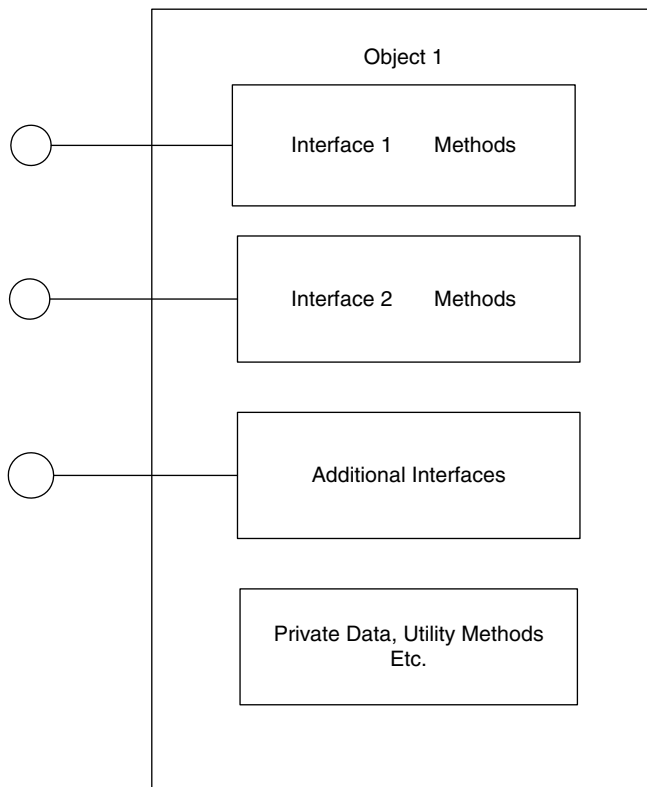 Object 1
Interface 1 Methods
Interface 2 Methods
Additional Interfaces
Private Data, Utility Methods
Etc.